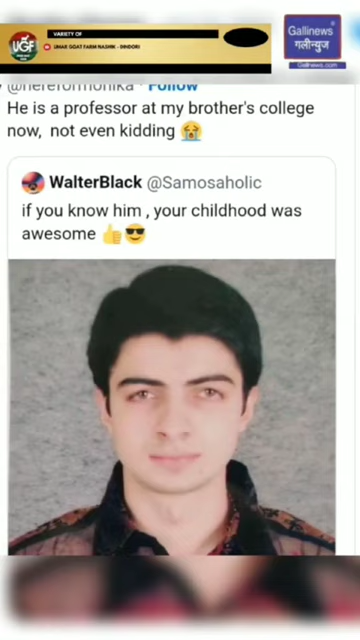 VARIETY OF
UGF
UMAR GOAT FARM NASHIK - DINDORI
Gallinews®
गलीन्युज
Gallinews.com
@hereformonika · Follow
He is a professor at my brother's college
now, not even kidding 😭
WalterBlack @Samosaholic
if you know him , your childhood was
awesome 👍😎